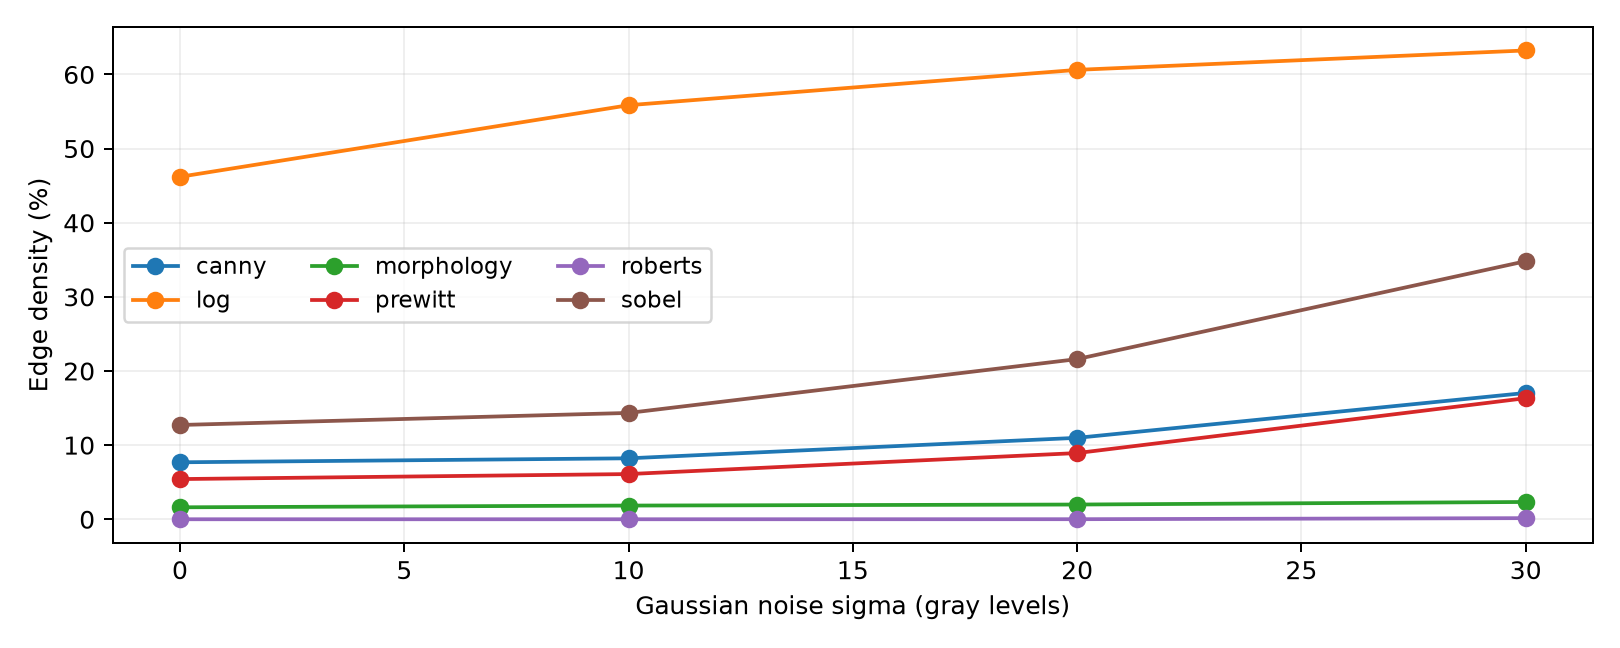 60
50
40
30
20
10
0
Edge density (%)
canny morphology roberts
log prewitt sobel
0 5 10 15 20 25 30
Gaussian noise sigma (gray levels)